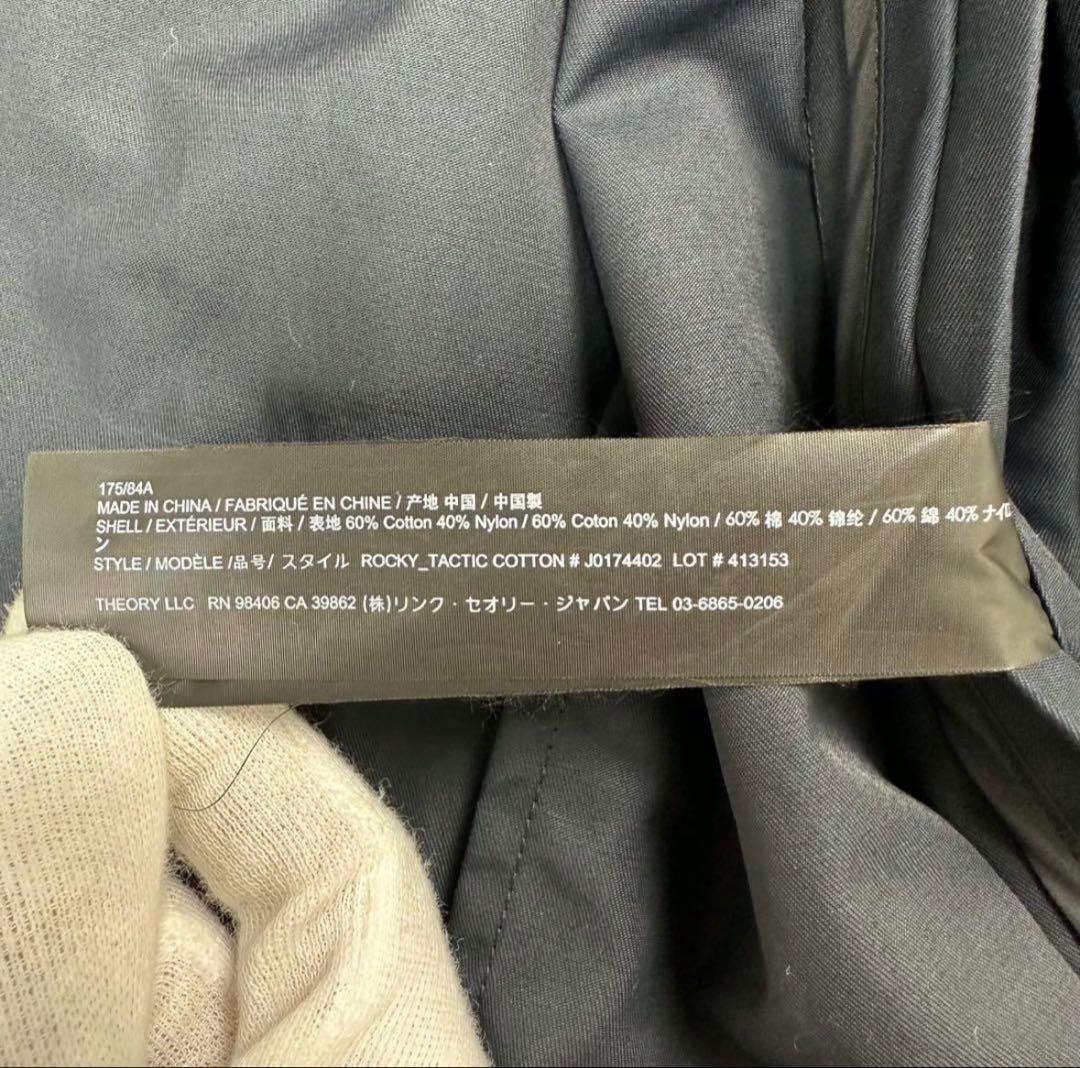 175/84A
MADE IN CHINA / FABRIQUÉ EN CHINE / 产地 中国 / 中国製
SHELL / EXTÉRIEUR / 面料 / 表地 60% Cotton 40% Nylon / 60% Coton 40% Nylon / 60% 棉 40% 锦纶 / 60% 綿 40% ナイロ
ン
STYLE / MODÈLE /品号/ スタイル ROCKY_TACTIC COTTON # J0174402 LOT # 413153
THEORY LLC RN 98406 CA 39862 (株)リンク・セオリー・ジャパン TEL 03-6865-0206